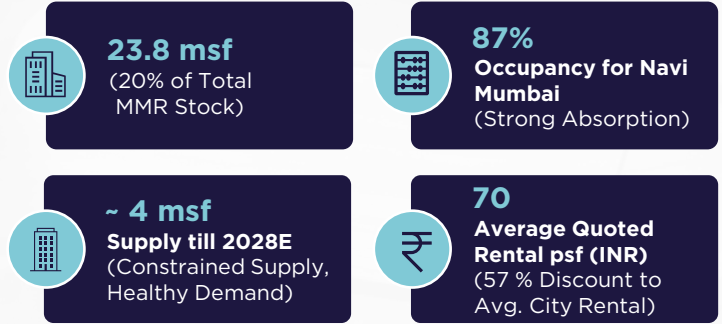 23.8 msf
(20% of Total
MMR Stock)
87%
Occupancy for Navi
Mumbai
(Strong Absorption)
~ 4 msf
Supply till 2028E
(Constrained Supply,
Healthy Demand)
₹
70
Average Quoted
Rental psf (INR)
(57 % Discount to
Avg. City Rental)